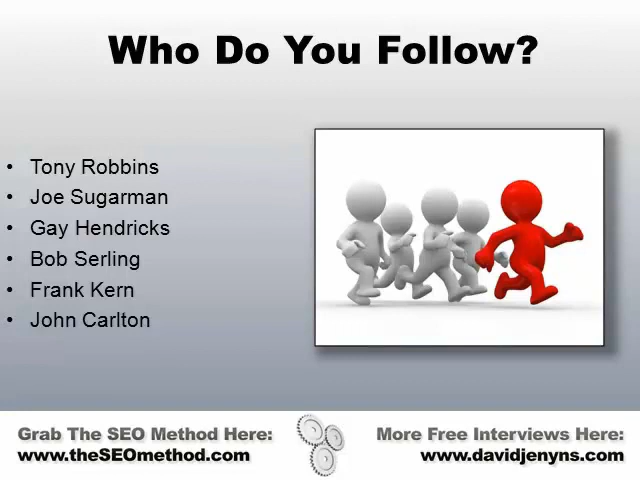 Who Do You Follow?
• Tony Robbins
• Joe Sugarman
• Gay Hendricks
• Bob Serling
• Frank Kern
• John Carlton
Grab The SEO Method Here:
www.theSEOmethod.com
More Free Interviews Here:
www.davidjenyns.com